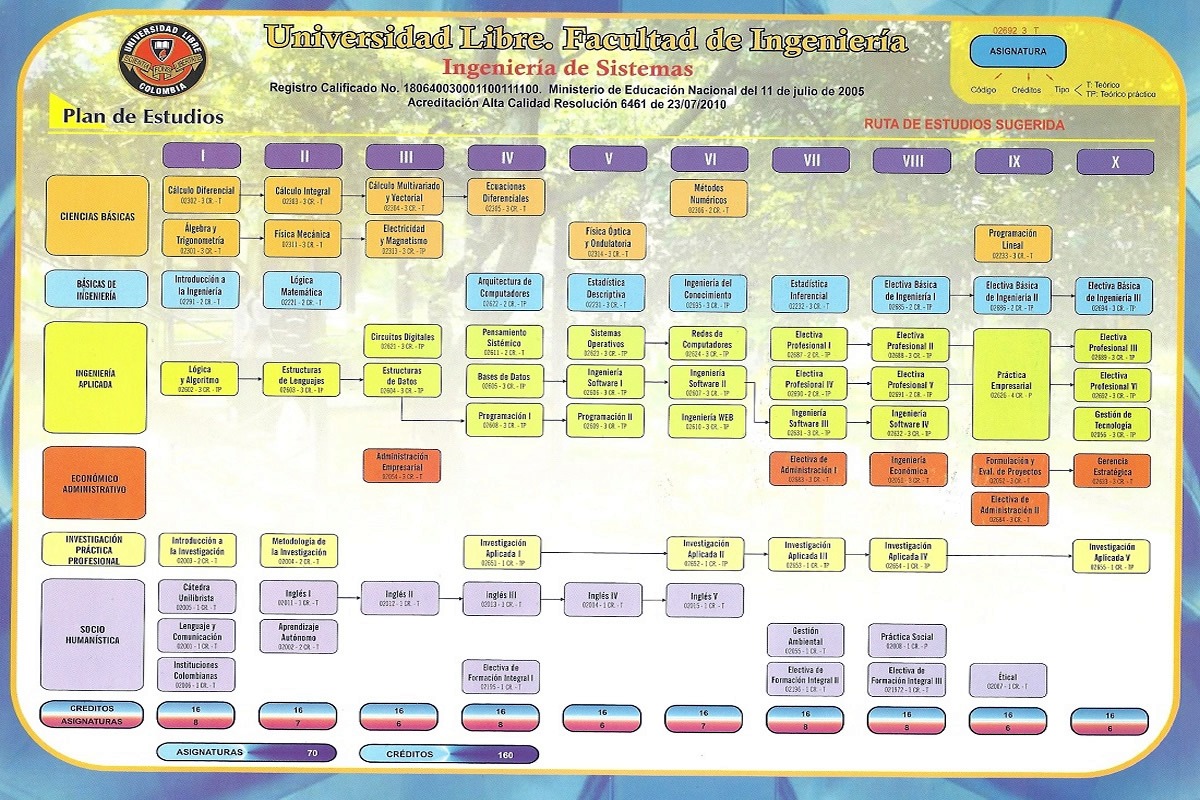 UNIVERSIDAD LIBRE
COLOMBIA
Universidad Libre. Facultad de Ingeniería
Ingeniería de Sistemas
Registro Calificado No. 180640030001100111100. Ministerio de Educación Nacional del 11 de julio de 2005
Acreditación Alta Calidad Resolución 6461 de 23/07/2010
02692 3 T
ASIGNATURA
Código Créditos Tipo
T: Teórico
TP: Teórico práctico
Plan de Estudios
RUTA DE ESTUDIOS SUGERIDA
I II III IV V VI VII VIII IX X
CIENCIAS BÁSICAS
Cálculo Diferencial
02302 - 3 CR. - T
Cálculo Integral
02303 - 3 CR. - T
Cálculo Multivariado
y Vectorial
02304 - 3 CR. - T
Ecuaciones
Diferenciales
02305 - 3 CR. - T
Métodos
Numéricos
02306 - 2 CR. - T
Álgebra y
Trigonometría
02301 - 3 CR. - T
Física Mecánica
02311 - 3 CR. - T
Electricidad
y Magnetismo
02313 - 3 CR. - TP
Física Óptica
y Ondulatoria
02314 - 3 CR. - T
Programación
Lineal
02233 - 3 CR. - T
BÁSICAS DE
INGENIERÍA
Introducción a
la Ingeniería
02291 - 2 CR. - T
Lógica
Matemática
02221 - 2 CR. - T
Arquitectura de
Computadores
02622 - 2 CR. - TP
Estadística
Descriptiva
02231 - 3 CR. - T
Ingeniería del
Conocimiento
02695 - 3 CR. - TP
Estadística
Inferencial
02232 - 3 CR. - T
Electiva Básica
de Ingeniería I
02685 - 2 CR. - TP
Electiva Básica
de Ingeniería II
02686 - 2 CR. - TP
Electiva Básica
de Ingeniería III
02694 - 3 CR. - TP
INGENIERÍA
APLICADA
Circuitos Digitales
02621 - 3 CR. - TP
Pensamiento
Sistémico
02611 - 2 CR. - T
Sistemas
Operativos
02623 - 3 CR. - TP
Redes de
Computadores
02624 - 3 CR. - TP
Electiva
Profesional I
02687 - 2 CR. - TP
Electiva
Profesional II
02688 - 3 CR. - TP
Práctica
Empresarial
02626 - 4 CR. - P
Electiva
Profesional III
02689 - 3 CR. - TP
Lógica
y Algoritmo
02602 - 3 CR. - TP
Estructuras
de Lenguajes
02603 - 3 CR. - TP
Estructuras
de Datos
02604 - 3 CR. - TP
Bases de Datos
02605 - 3 CR. - TP
Ingeniería
Software I
02606 - 3 CR. - TP
Ingeniería
Software II
02607 - 3 CR. - TP
Electiva
Profesional IV
02690 - 2 CR. - TP
Electiva
Profesional V
02691 - 2 CR. - TP
Electiva
Profesional VI
02692 - 3 CR. - TP
Programación I
02608 - 3 CR. - TP
Programación II
02609 - 3 CR. - TP
Ingeniería WEB
02610 - 3 CR. - TP
Ingeniería
Software III
02631 - 3 CR. - TP
Ingeniería
Software IV
02632 - 3 CR. - TP
Gestión de
Tecnología
02056 - 3 CR. - TP
ECONÓMICO
ADMINISTRATIVO
Administración
Empresarial
02054 - 3 CR. - T
Electiva de
Administración I
02683 - 3 CR. - T
Ingeniería
Económica
02051 - 3 CR. - T
Formulación y
Eval. de Proyectos
02052 - 3 CR. - T
Gerencia
Estratégica
02633 - 3 CR. - T
Electiva de
Administración II
02684 - 3 CR. - T
INVESTIGACIÓN
PRÁCTICA
PROFESIONAL
Introducción a
la Investigación
02003 - 2 CR. - T
Metodología de
la Investigación
02004 - 2 CR. - T
Investigación
Aplicada I
02651 - 1 CR. - TP
Investigación
Aplicada II
02652 - 1 CR. - TP
Investigación
Aplicada III
02653 - 1 CR. - TP
Investigación
Aplicada IV
02654 - 1 CR. - TP
Investigación
Aplicada V
02655 - 1 CR. - TP
SOCIO
HUMANÍSTICA
Cátedra
Unilibrista
02005 - 1 CR. - T
Inglés I
02011 - 1 CR. - T
Inglés II
02012 - 1 CR. - T
inglés III
02013 - 1 CR. - T
Inglés IV
02014 - 1 CR. - T
Inglés V
02015 - 1 CR. - T
Lenguaje y
Comunicación
02001 - 1 CR. - T
Aprendizaje
Autónomo
02002 - 2 CR. - T
Gestión
Ambiental
02055 - 1 CR. - T
Práctica Social
02008 - 1 CR. - P
Instituciones
Colombianas
02006 - 1 CR. - T
Electiva de
Formación Integral I
02195 - 1 CR. - T
Electiva de
Formación Integral II
02196 - 1 CR. - T
Electiva de
Formación Integral III
021972 - 1 CR. - T
Étical
02007 - 1 CR. - T
CREDITOS 16 16 16 16 16 16 16 16 16 16
ASIGNATURAS 8 7 6 8 6 7 8 8 6 6
ASIGNATURAS 70
CRÉDITOS 160